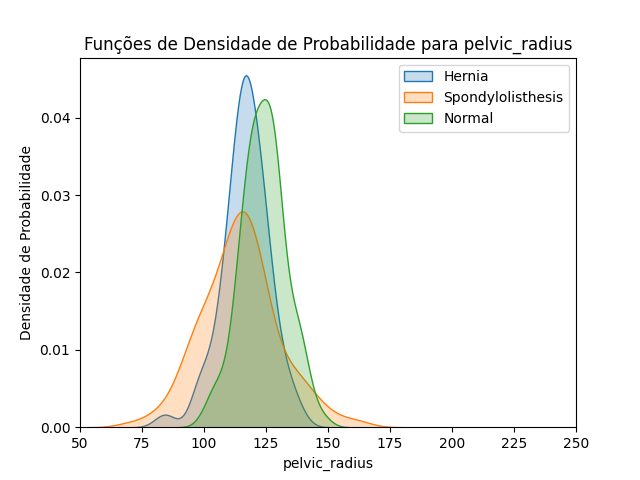 Funções de Densidade de Probabilidade para pelvic_radius
Hernia
Spondylolisthesis
Normal
Densidade de Probabilidade
0.04
0.03
0.02
0.01
0.00
50 75 100 125 150 175 200 225 250
pelvic_radius